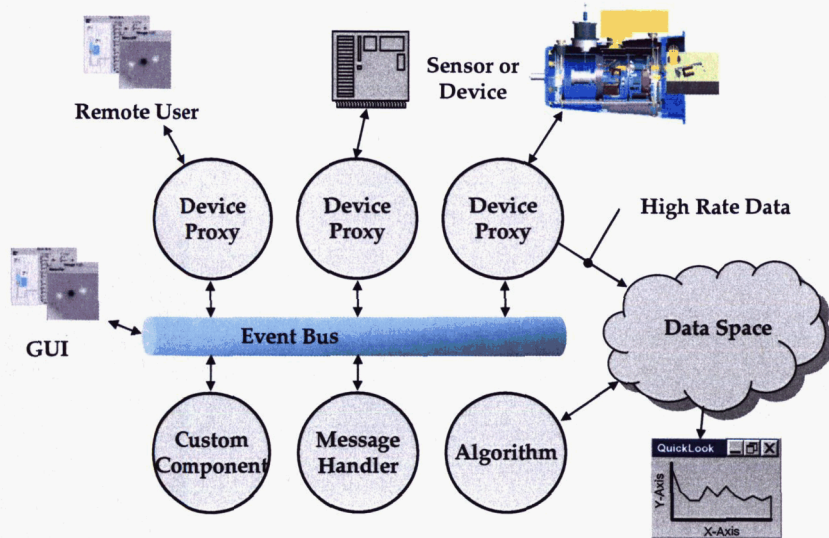 Remote User
Sensor or
Device
Device
Proxy
Device
Proxy
Device
Proxy
High Rate Data
GUI
Event Bus
Data Space
Custom
Component
Message
Handler
Algorithm
QuickLook
Y-Axis
X-Axis